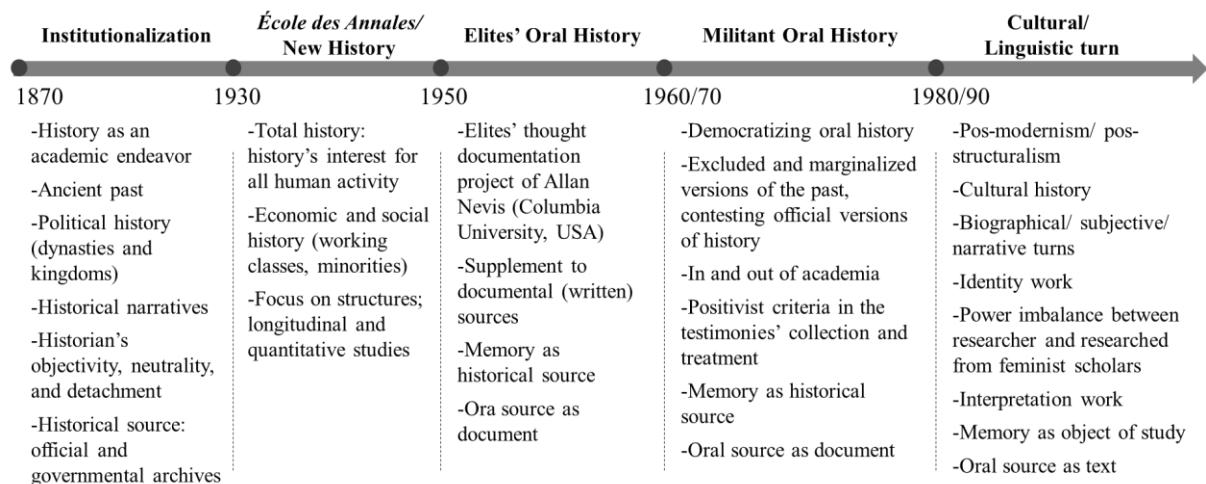 Institutionalization
École des Annales/
New History
Elites' Oral History
Militant Oral History
Cultural/
Linguistic turn
1870
1930
1950
1960/70
1980/90
-History as an
academic endeavor
-Ancient past
-Political history
(dynasties and
kingdoms)
-Historical narratives
-Historian's
objectivity, neutrality,
and detachment
-Historical source:
official and
governmental archives
-Total history:
history's interest for
all human activity
-Economic and social
history (working
classes, minorities)
-Focus on structures;
longitudinal and
quantitative studies
-Elites' thought
documentation
project of Allan
Nevis (Columbia
University, USA)
-Supplement to
documental (written)
sources
-Memory as
historical source
-Ora source as
document
-Democratizing oral history
-Excluded and marginalized
versions of the past,
contesting official versions
of history
-In and out of academia
-Positivist criteria in the
testimonies' collection and
treatment
-Memory as historical
source
-Oral source as document
-Pos-modernism/ pos-
structuralism
-Cultural history
-Biographical/ subjective/
narrative turns
-Identity work
-Power imbalance between
researcher and researched
from feminist scholars
-Interpretation work
-Memory as object of study
-Oral source as text